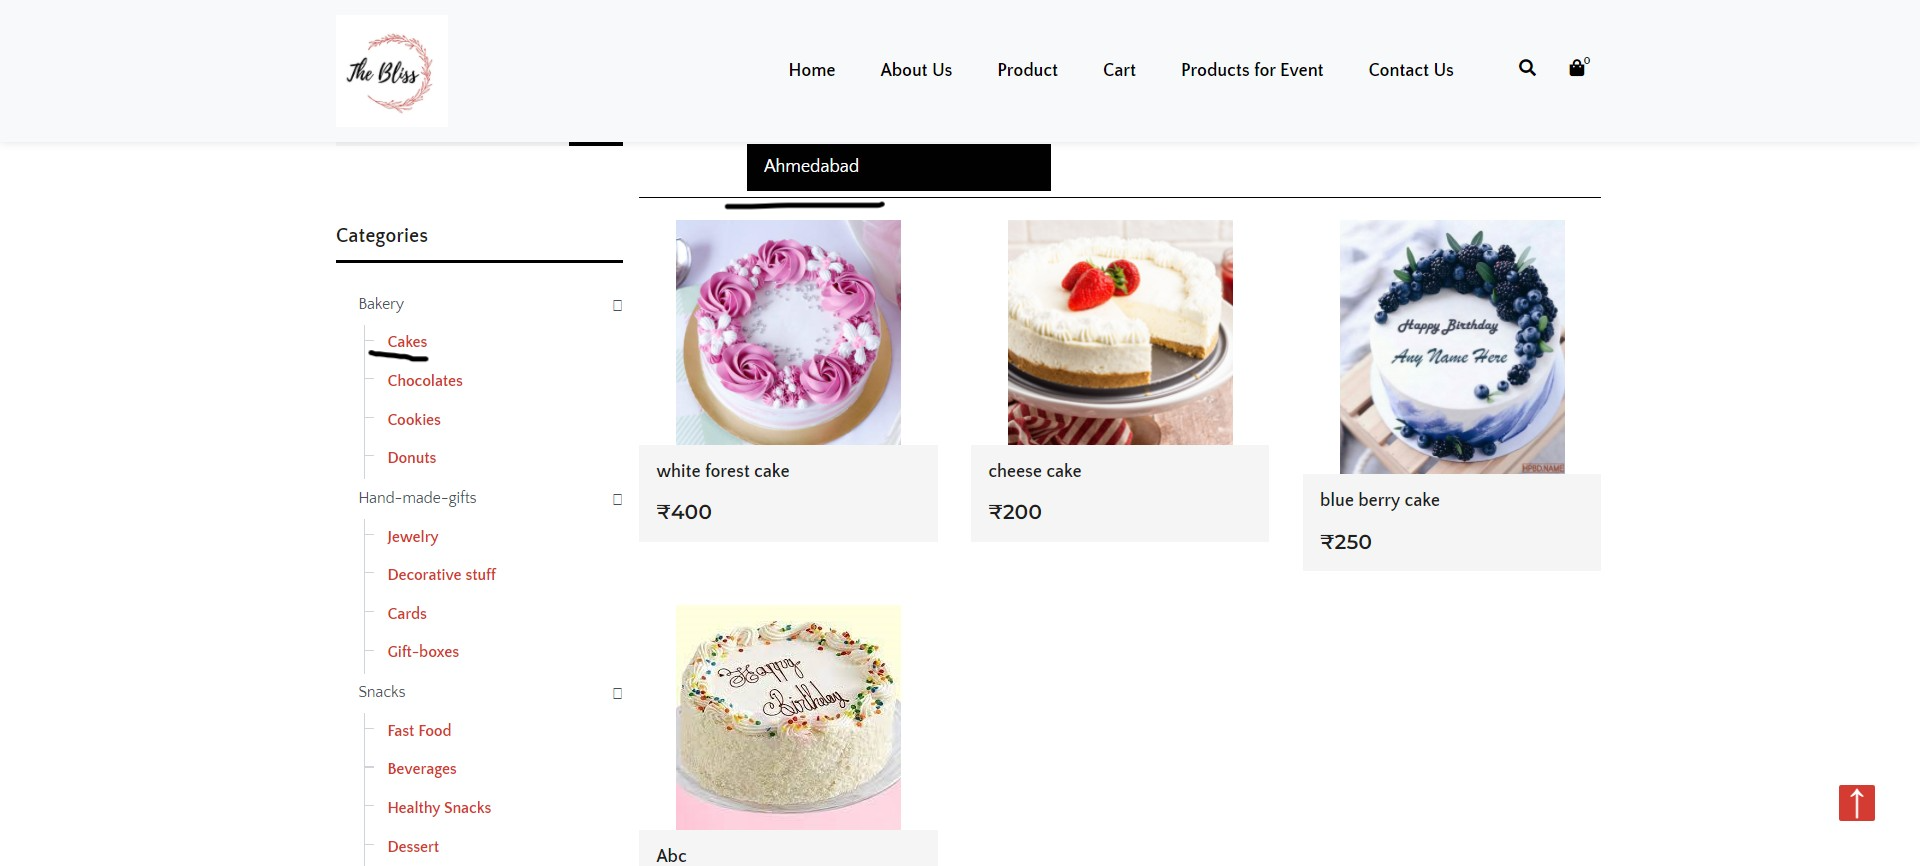 The Bliss
Home About Us Product Cart Products for Event Contact Us 0
Ahmedabad
Categories
Bakery
Cakes
Chocolates
Cookies
Donuts
Hand-made-gifts
Jewelry
Decorative stuff
Cards
Gift-boxes
Snacks
Fast Food
Beverages
Healthy Snacks
Dessert
white forest cake
₹400
cheese cake
₹200
Happy Birthday
Any Name Here
HPBD.NAME
blue berry cake
₹250
Happy
Birthday
Abc